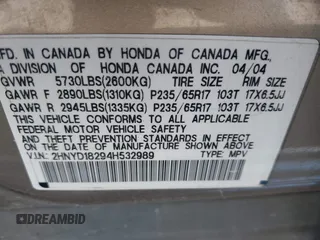 D. IN CANADA BY HONDA OF CANADA MFG.,
A DIVISION OF HONDA CANADA INC. 04/04
GVWR 5730LBS(2600KG) TIRE SIZE RIM SIZE
GAWR F 2890LBS(1310KG) P235/65R17 103T 17X6.5JJ
GAWR R 2945LBS(1335KG) P235/65R17 103T 17X6.5JJ
THIS VEHICLE CONFORMS TO ALL APPLICABLE
FEDERAL MOTOR VEHICLE SAFETY AND THEFT
PREVENTION STANDARDS IN EFFECT ON THE
DATE OF MANUFACTURE SHOWN ABOVE.
V.I.N: 2HNYD18294H532989 TYPE: MPV
DREAMBID